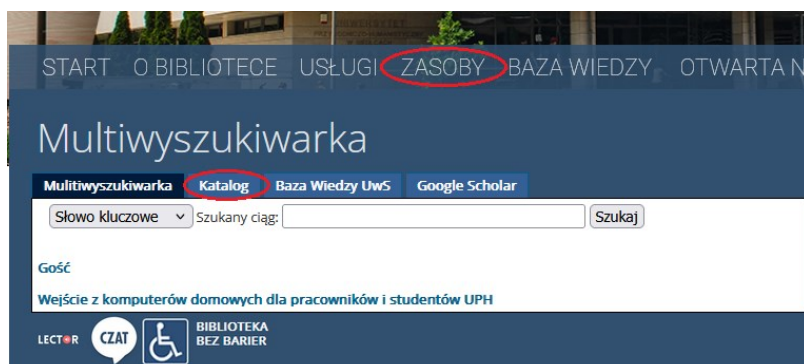 START O BIBLIOTECE USŁUGI ZASOBY BAZA WIEDZY OTWARTA N
Multiwyszukiwarka
Mulitiwyszukiwarka Katalog Baza Wiedzy UwS Google Scholar
Słowo kluczowe Szukany ciąg: Szukaj
Gość
Wejście z komputerów domowych dla pracowników i studentów UPH
LECTOR CZAT BIBLIOTEKA
BEZ BARIER